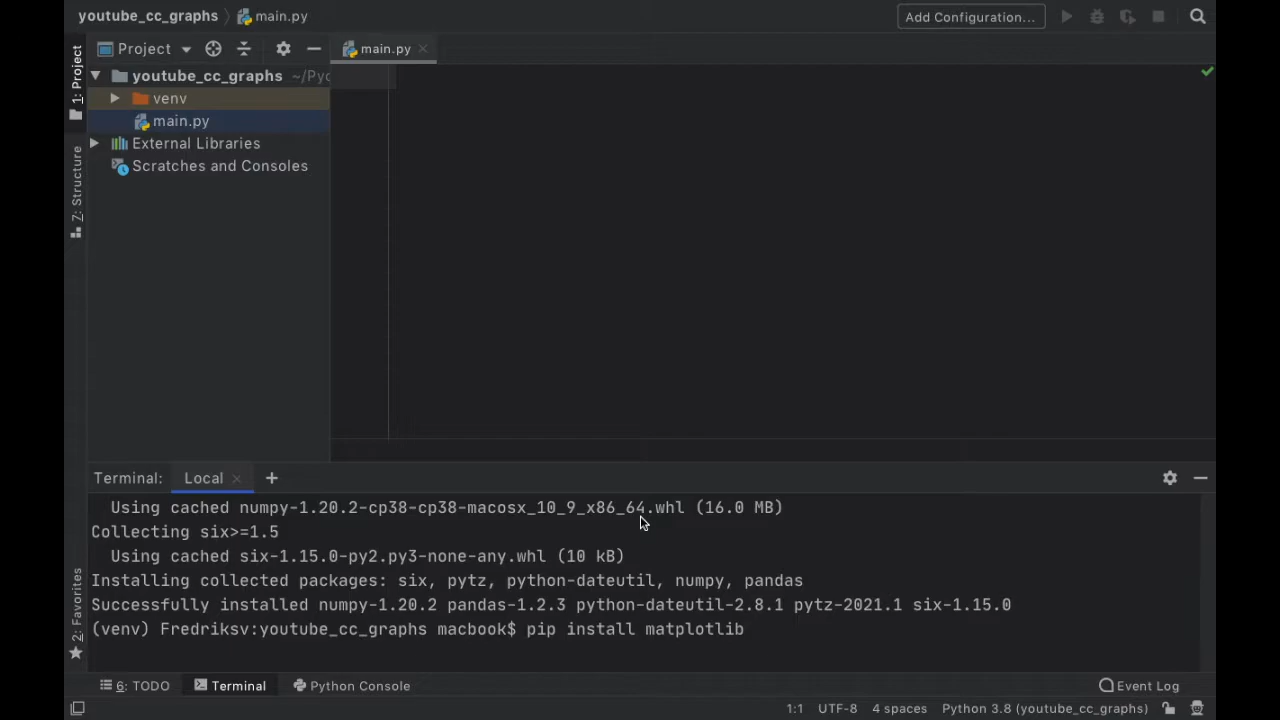 youtube_cc_graphs main.py Add Configuration...
1: Project
Project main.py
youtube_cc_graphs ~/Pyc
venv
main.py
External Libraries
Scratches and Consoles
7: Structure
Terminal: Local +
Using cached numpy-1.20.2-cp38-cp38-macosx_10_9_x86_64.whl (16.0 MB)
Collecting six>=1.5
Using cached six-1.15.0-py2.py3-none-any.whl (10 kB)
Installing collected packages: six, pytz, python-dateutil, numpy, pandas
Successfully installed numpy-1.20.2 pandas-1.2.3 python-dateutil-2.8.1 pytz-2021.1 six-1.15.0
(venv) Fredriksv:youtube_cc_graphs macbook$ pip install matplotlib
2: Favorites
6: TODO Terminal Python Console Event Log
1:1 UTF-8 4 spaces Python 3.8 (youtube_cc_graphs)